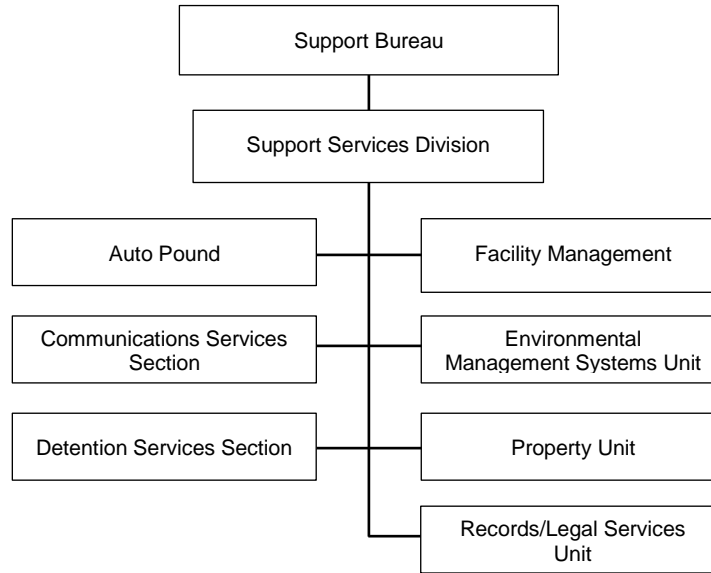 Support Bureau
Support Services Division
Auto Pound
Facility Management
Communications Services
Section
Environmental
Management Systems Unit
Detention Services Section
Property Unit
Records/Legal Services
Unit